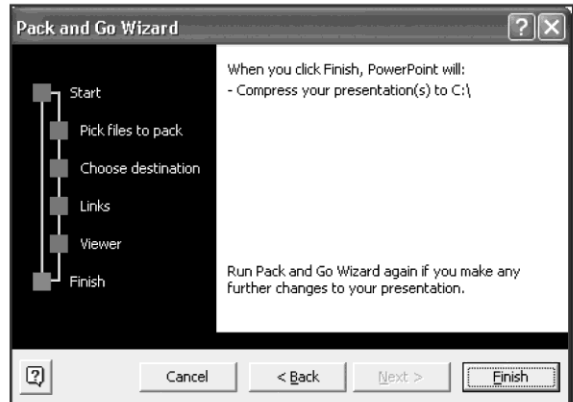 Pack and Go Wizard
Start
Pick files to pack
Choose destination
Links
Viewer
Finish
When you click Finish, PowerPoint will:
- Compress your presentation(s) to C:\
Run Pack and Go Wizard again if you make any
further changes to your presentation.
Cancel
< Back
Next >
Finish